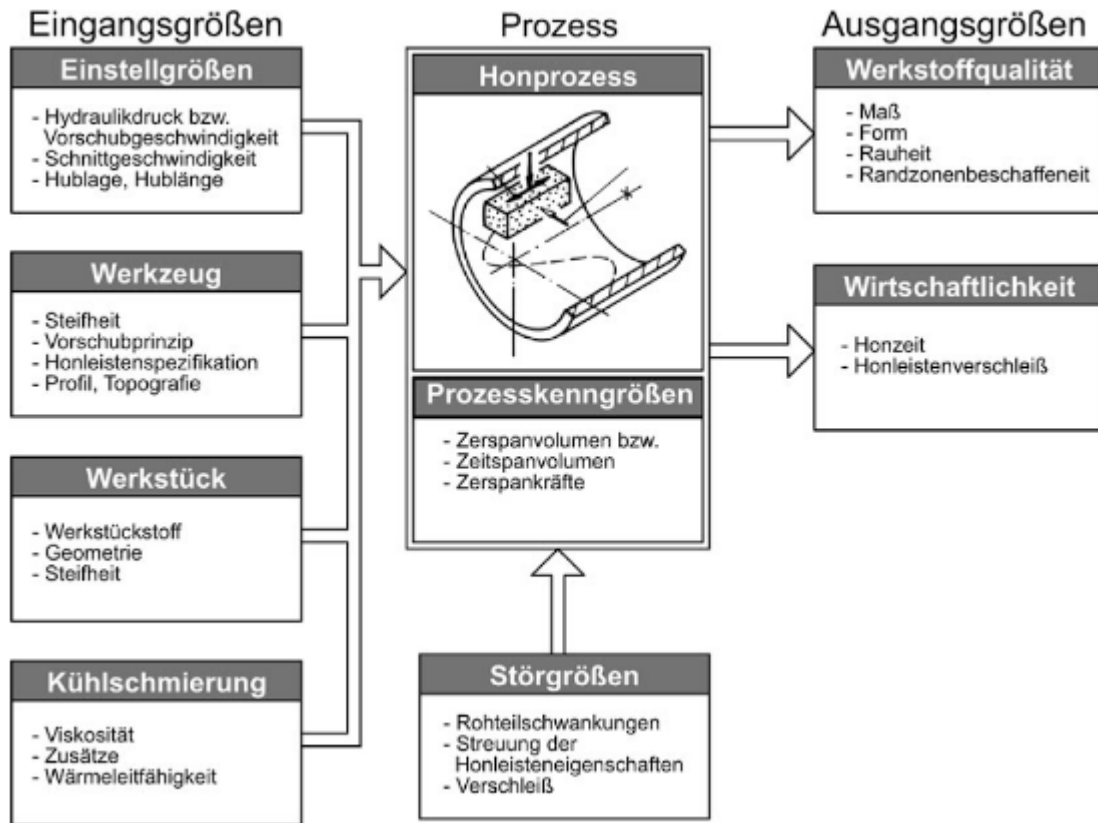 Eingangsgrößen
Einstellgrößen
- Hydraulikdruck bzw.
Vorschubgeschwindigkeit
- Schnittgeschwindigkeit
- Hublage, Hublänge
Werkzeug
- Steifheit
- Vorschubprinzip
- Honleistenspezifikation
- Profil, Topografie
Werkstück
- Werkstückstoff
- Geometrie
- Steifheit
Kühlschmierung
- Viskosität
- Zusätze
- Wärmeleitfähigkeit
Prozess
Honprozess
Prozesskenngrößen
- Zerspanvolumen bzw.
- Zeitspanvolumen
- Zerspankräfte
Störgrößen
- Rohteilschwankungen
- Streuung der
Honleisteneigenschaften
- Verschleiß
Ausgangsgrößen
Werkstoffqualität
- Maß
- Form
- Rauheit
- Randzonenbeschaffeneit
Wirtschaftlichkeit
- Honzeit
- Honleistenverschleiß